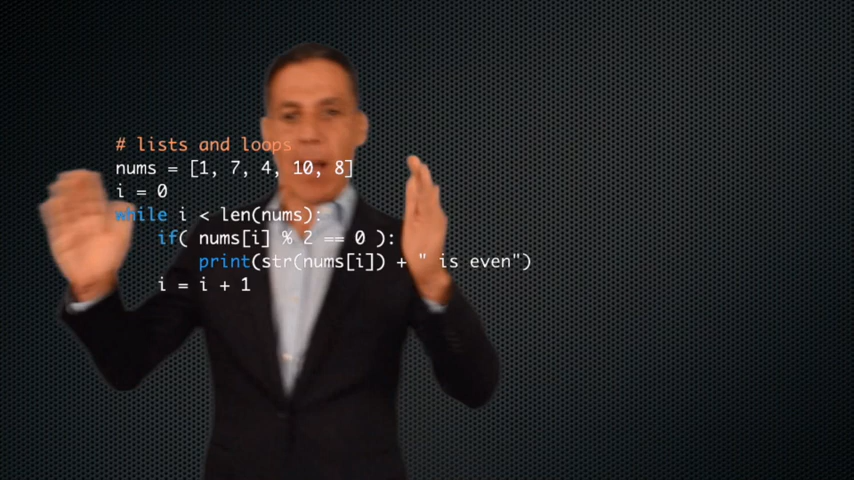 # lists and loops
nums = [1, 7, 4, 10, 8]
i = 0
while i < len(nums):
    if( nums[i] % 2 == 0 ):
        print(str(nums[i]) + " is even")
    i = i + 1